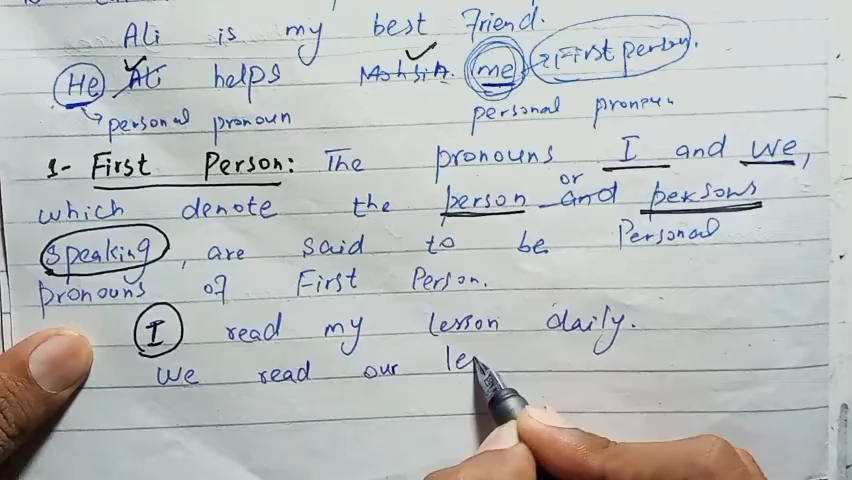 Ali is my best Friend.
He Ali helps Mohsin. me First person.
personal pronoun personal pronoun
1- First Person: The pronouns I and we,
or
which denote the person and persons
speaking, are said to be Personal
pronouns of First Person.
I read my lesson daily.
we read our le